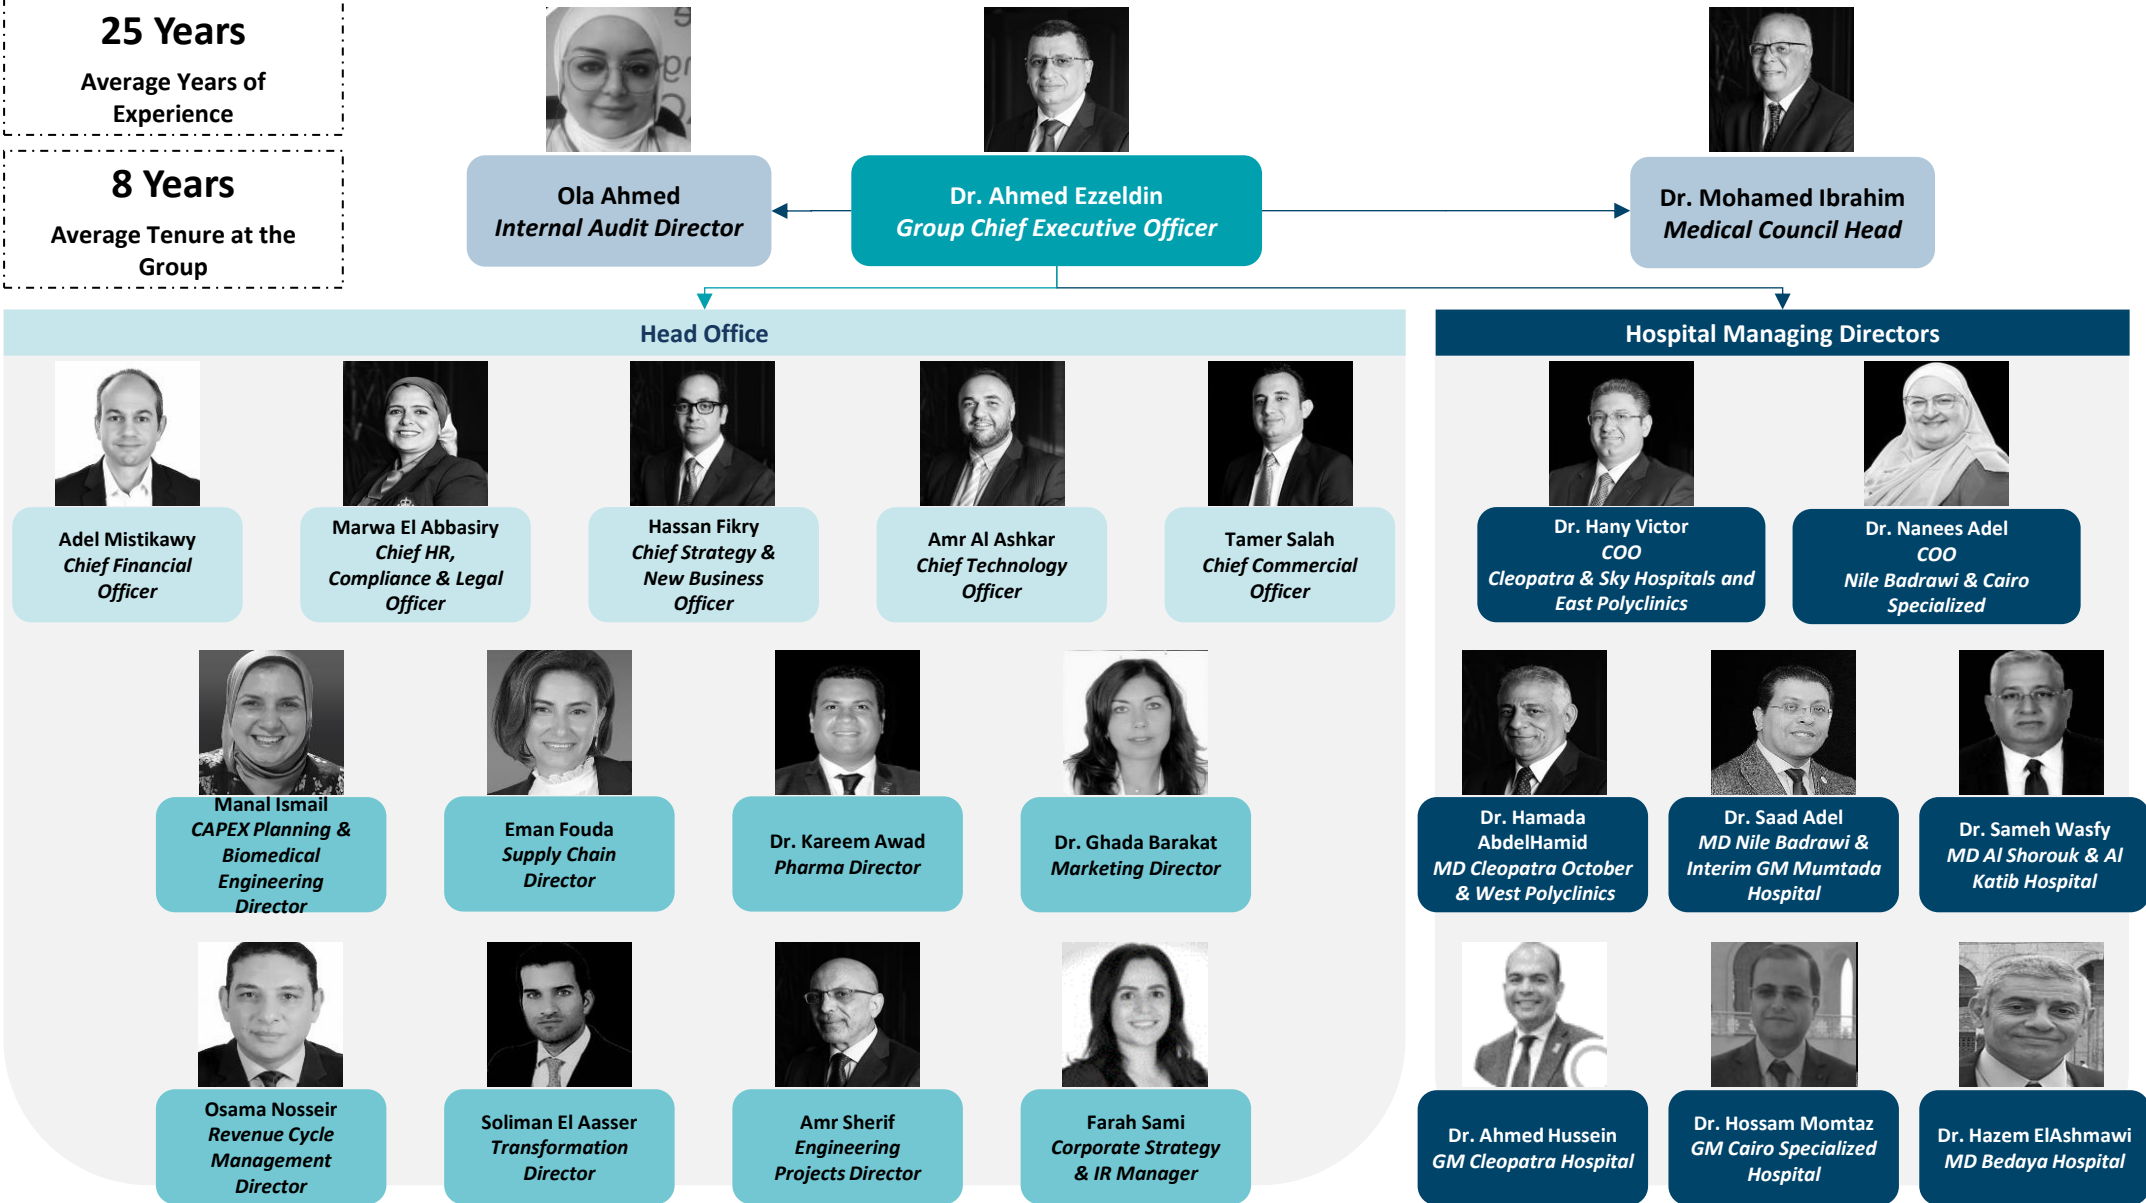 25 Years
Average Years of
Experience
8 Years
Average Tenure at the
Group
Ola Ahmed
Internal Audit Director
Dr. Ahmed Ezzeldin
Group Chief Executive Officer
Dr. Mohamed Ibrahim
Medical Council Head
Head Office
Adel Mistikawy
Chief Financial
Officer
Marwa El Abbasiry
Chief HR,
Compliance & Legal
Officer
Hassan Fikry
Chief Strategy &
New Business
Officer
Amr Al Ashkar
Chief Technology
Officer
Tamer Salah
Chief Commercial
Officer
Manal Ismail
CAPEX Planning &
Biomedical
Engineering
Director
Eman Fouda
Supply Chain
Director
Dr. Kareem Awad
Pharma Director
Dr. Ghada Barakat
Marketing Director
Osama Nosseir
Revenue Cycle
Management
Director
Soliman El Aasser
Transformation
Director
Amr Sherif
Engineering
Projects Director
Farah Sami
Corporate Strategy
& IR Manager
Hospital Managing Directors
Dr. Hany Victor
COO
Cleopatra & Sky Hospitals and
East Polyclinics
Dr. Nanees Adel
COO
Nile Badrawi & Cairo
Specialized
Dr. Hamada
AbdelHamid
MD Cleopatra October
& West Polyclinics
Dr. Saad Adel
MD Nile Badrawi &
Interim GM Mumtada
Hospital
Dr. Sameh Wasfy
MD Al Shorouk & Al
Katib Hospital
Dr. Ahmed Hussein
GM Cleopatra Hospital
Dr. Hossam Momtaz
GM Cairo Specialized
Hospital
Dr. Hazem ElAshmawi
MD Bedaya Hospital